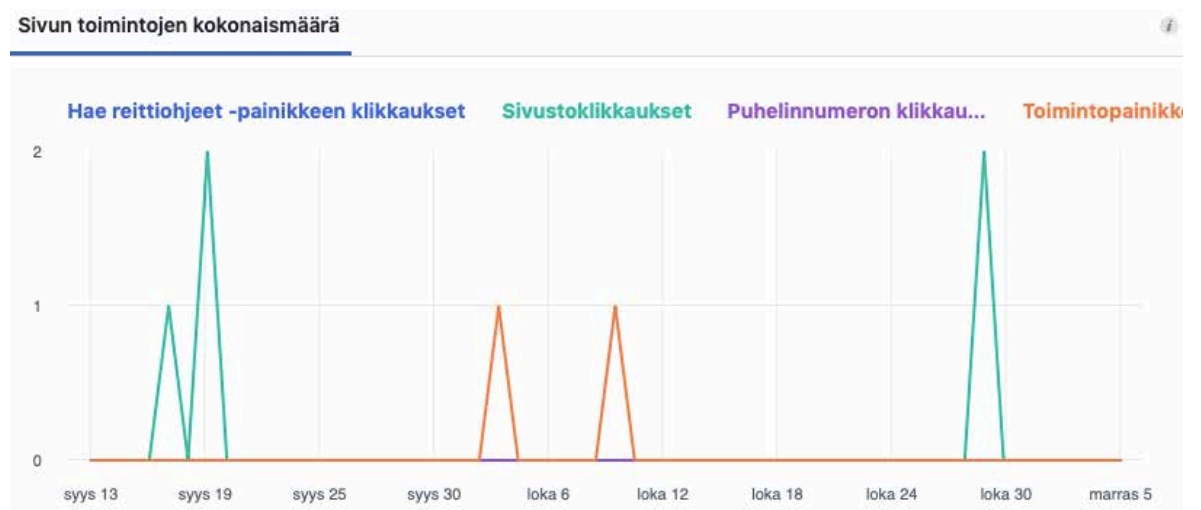 Sivun toimintojen kokonaismäärä
i
Hae reittiohjeet -painikkeen klikkaukset Sivustoklikkaukset Puhelinnumeron klikkau... Toimintopainikke
2
1
0
syys 13 syys 19 syys 25 syys 30 loka 6 loka 12 loka 18 loka 24 loka 30 marras 5